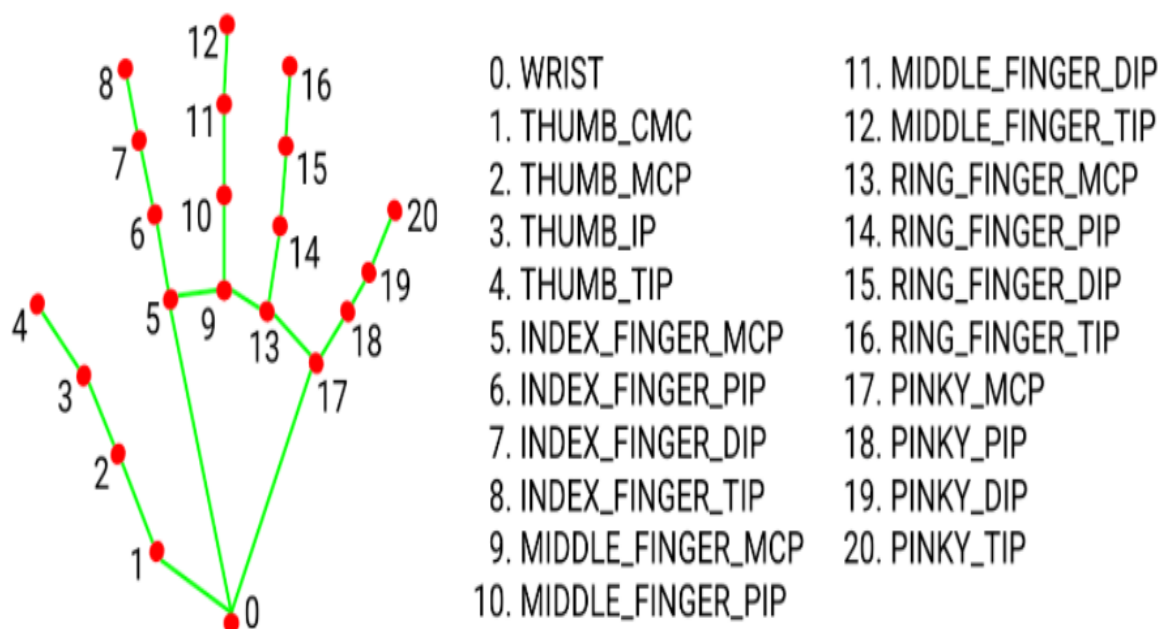 12
8
16
11
7
15
10
6
20
14
19
4
5
9
18
13
3
17
2
1
0
0. WRIST
1. THUMB_CMC
2. THUMB_MCP
3. THUMB_IP
4. THUMB_TIP
5. INDEX_FINGER_MCP
6. INDEX_FINGER_PIP
7. INDEX_FINGER_DIP
8. INDEX_FINGER_TIP
9. MIDDLE_FINGER_MCP
10. MIDDLE_FINGER_PIP
11. MIDDLE_FINGER_DIP
12. MIDDLE_FINGER_TIP
13. RING_FINGER_MCP
14. RING_FINGER_PIP
15. RING_FINGER_DIP
16. RING_FINGER_TIP
17. PINKY_MCP
18. PINKY_PIP
19. PINKY_DIP
20. PINKY_TIP